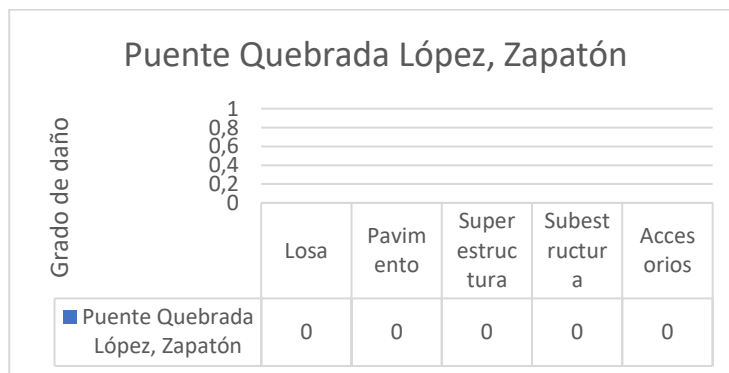 Puente Quebrada López, Zapatón
Grado de daño
1
0,8
0,6
0,4
0,2
0
Losa
Pavim
ento
Super
estruc
tura
Subest
ructur
a
Acces
orios
Puente Quebrada
López, Zapatón
0 0 0 0 0